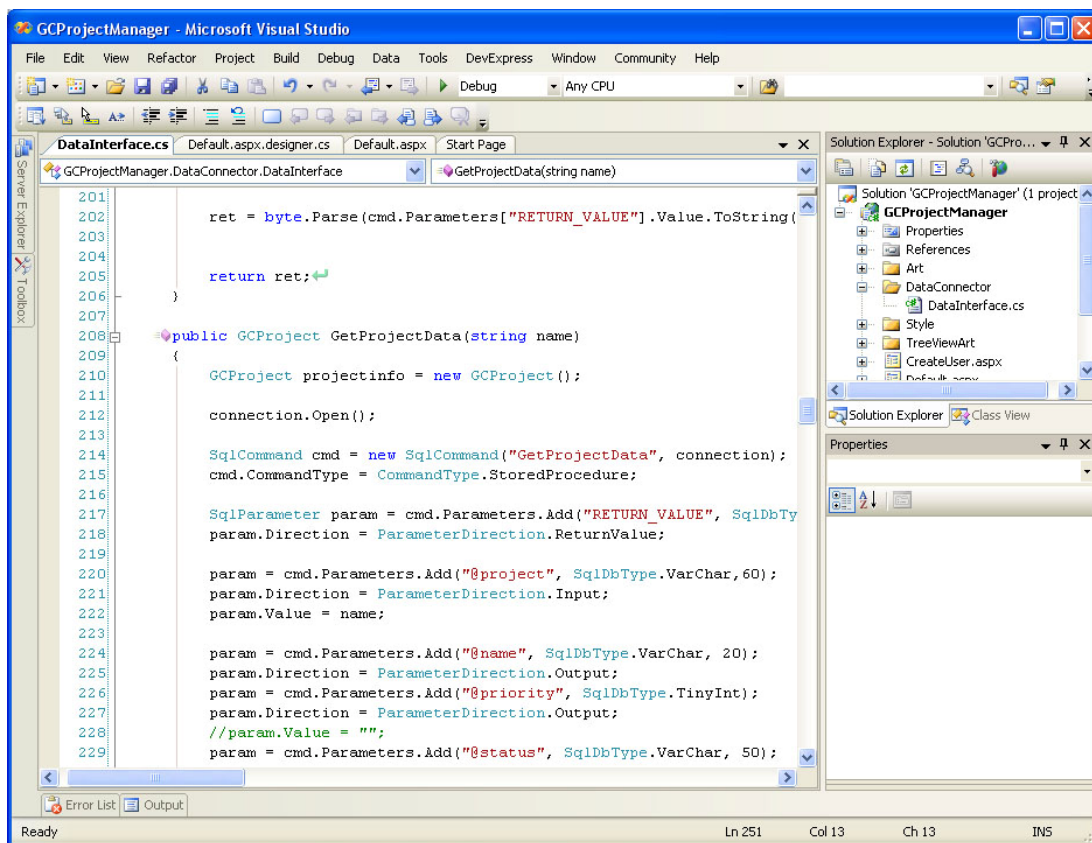 GCProjectManager - Microsoft Visual Studio
File Edit View Refactor Project Build Debug Data Tools DevExpress Window Community Help
Debug Any CPU
DataInterface.cs Default.aspx.designer.cs Default.aspx Start Page
GCProjectManager.DataConnector.DataInterface GetProjectData(string name)
Server Explorer
Toolbox
201
202 ret = byte.Parse(cmd.Parameters["RETURN_VALUE"].Value.ToString(
203
204
205 return ret;
206 }
207
208 public GCProject GetProjectData(string name)
209 {
210 GCProject projectinfo = new GCProject();
211
212 connection.Open();
213
214 SqlCommand cmd = new SqlCommand("GetProjectData", connection);
215 cmd.CommandType = CommandType.StoredProcedure;
216
217 SqlParameter param = cmd.Parameters.Add("RETURN_VALUE", SqlDbTy
218 param.Direction = ParameterDirection.ReturnValue;
219
220 param = cmd.Parameters.Add("@project", SqlDbType.VarChar,60);
221 param.Direction = ParameterDirection.Input;
222 param.Value = name;
223
224 param = cmd.Parameters.Add("@name", SqlDbType.VarChar, 20);
225 param.Direction = ParameterDirection.Output;
226 param = cmd.Parameters.Add("@priority", SqlDbType.TinyInt);
227 param.Direction = ParameterDirection.Output;
228 //param.Value = "";
229 param = cmd.Parameters.Add("@status", SqlDbType.VarChar, 50);
Solution Explorer - Solution 'GCPro...
Solution 'GCProjectManager' (1 project
GCProjectManager
Properties
References
Art
DataConnector
DataInterface.cs
Style
TreeViewArt
CreateUser.aspx
Default.aspx
Solution Explorer Class View
Properties
Error List Output
Ready Ln 251 Col 13 Ch 13 INS